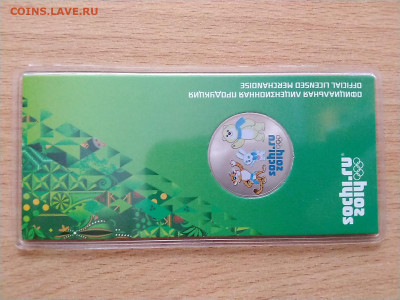 COINS.LAVE.RU
ОФИЦИАЛЬНАЯ ЛИЦЕНЗИОННАЯ ПРОДУКЦИЯ
OFFICIAL LICENSED MERCHANDISE
sochi.ru
2014
sochi.ru
2014